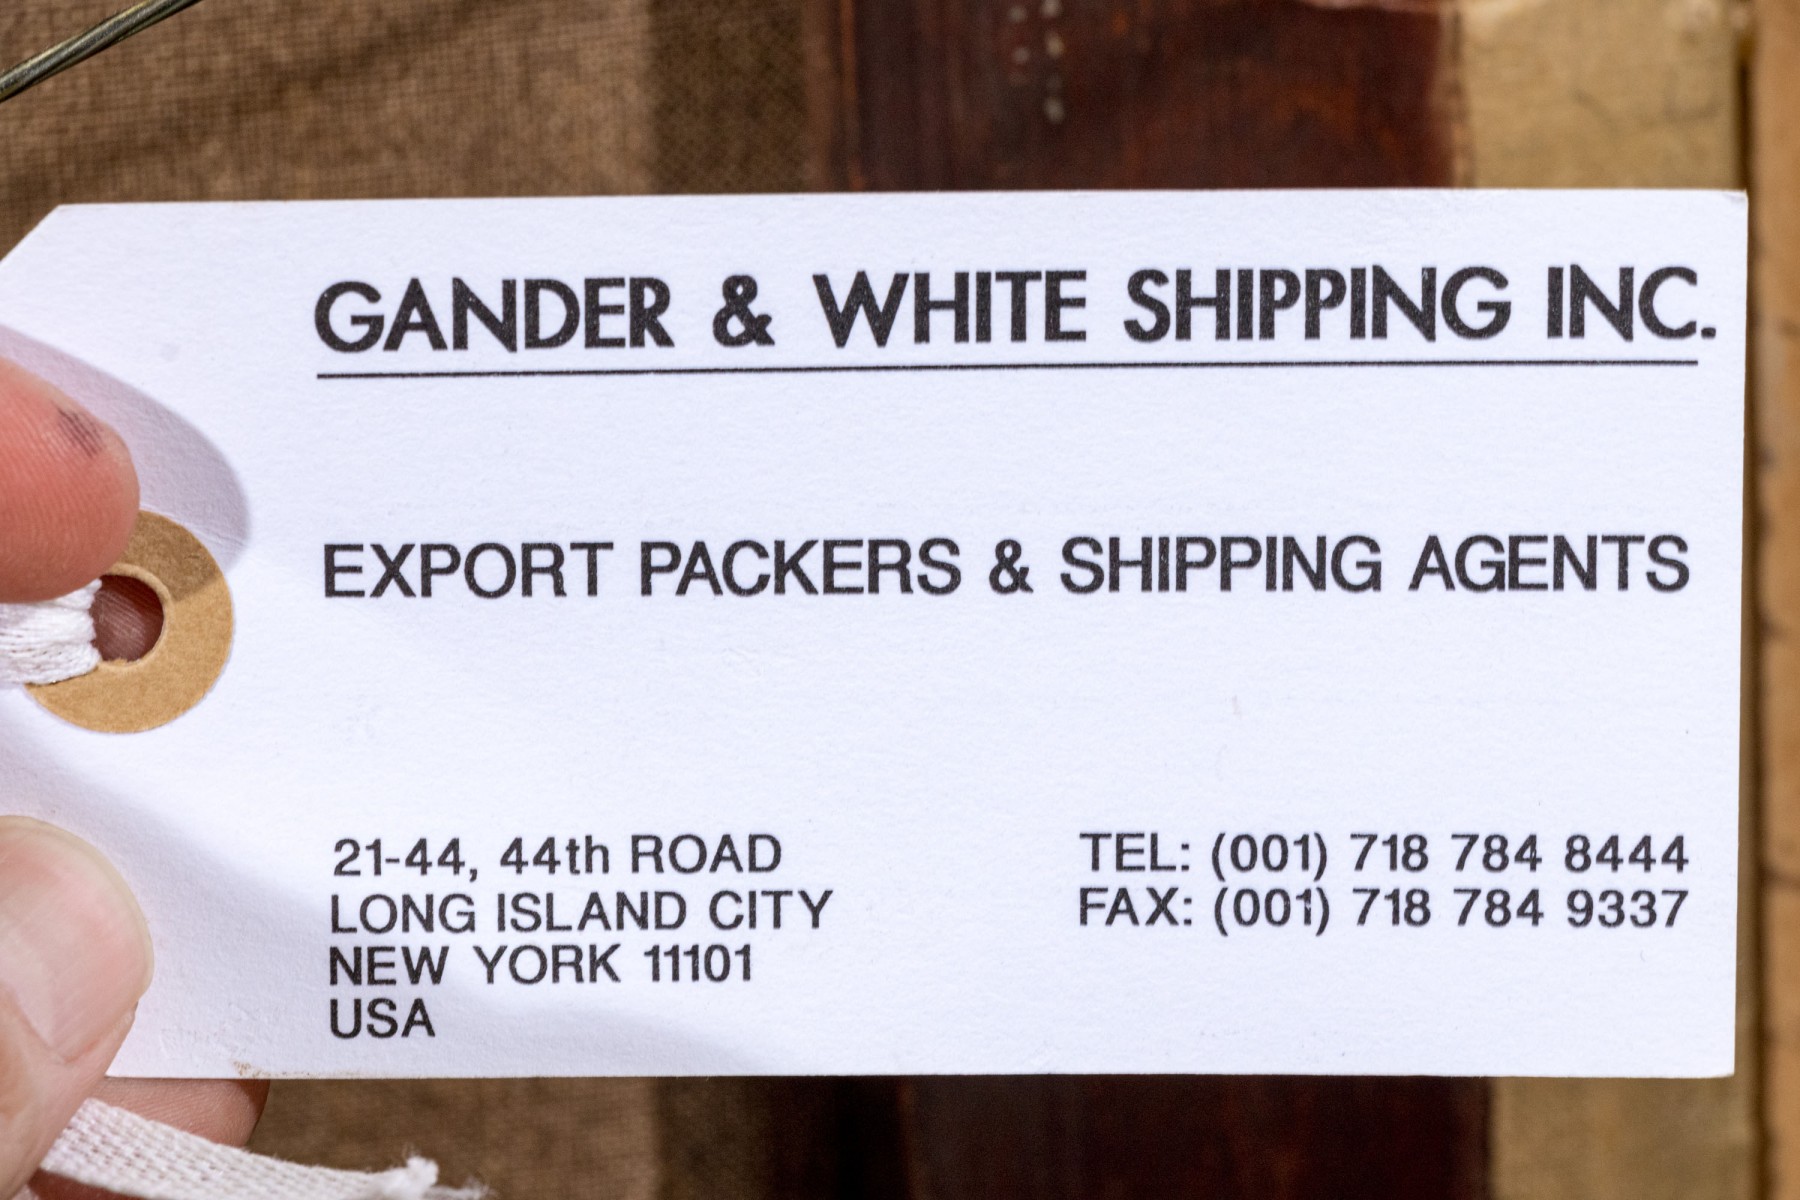 GANDER & WHITE SHIPPING INC.
EXPORT PACKERS & SHIPPING AGENTS
21-44, 44th ROAD
LONG ISLAND CITY
NEW YORK 11101
USA
TEL: (001) 718 784 8444
FAX: (001) 718 784 9337